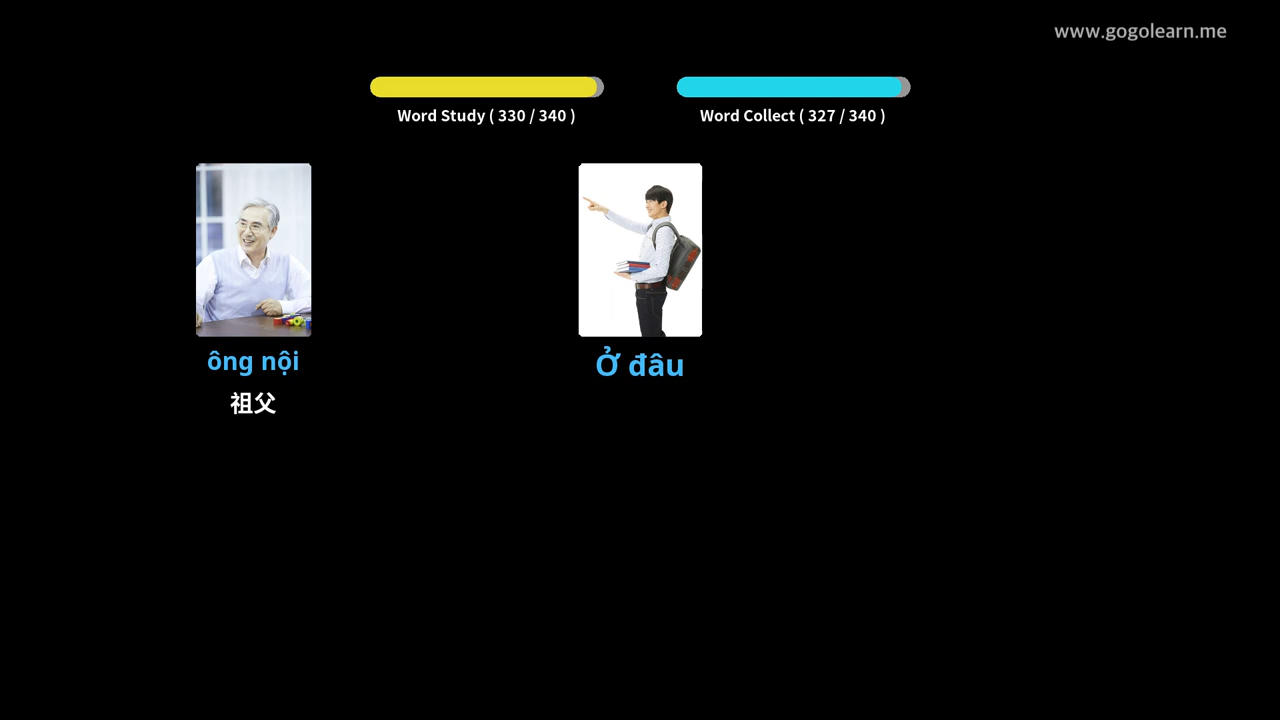 www.gogolearn.me
Word Study ( 330 / 340 )
Word Collect ( 327 / 340 )
ông nội
祖父
Ở đâu